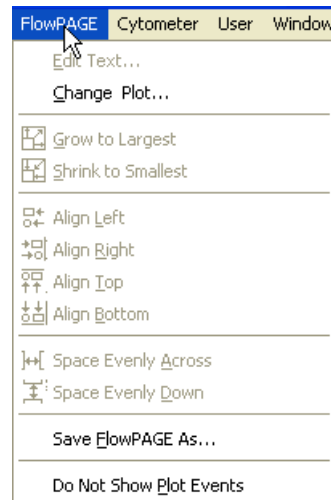 FlowPAGE Cytometer User Window
Edit Text...
Change Plot...
Grow to Largest
Shrink to Smallest
Align Left
Align Right
Align Top
Align Bottom
Space Evenly Across
Space Evenly Down
Save FlowPAGE As...
Do Not Show Plot Events